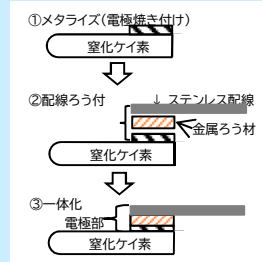 ①メタライズ(電極焼き付け)
窒化ケイ素
②配線ろう付
↓ ステンレス配線
金属ろう材
窒化ケイ素
③一体化
電極部
窒化ケイ素